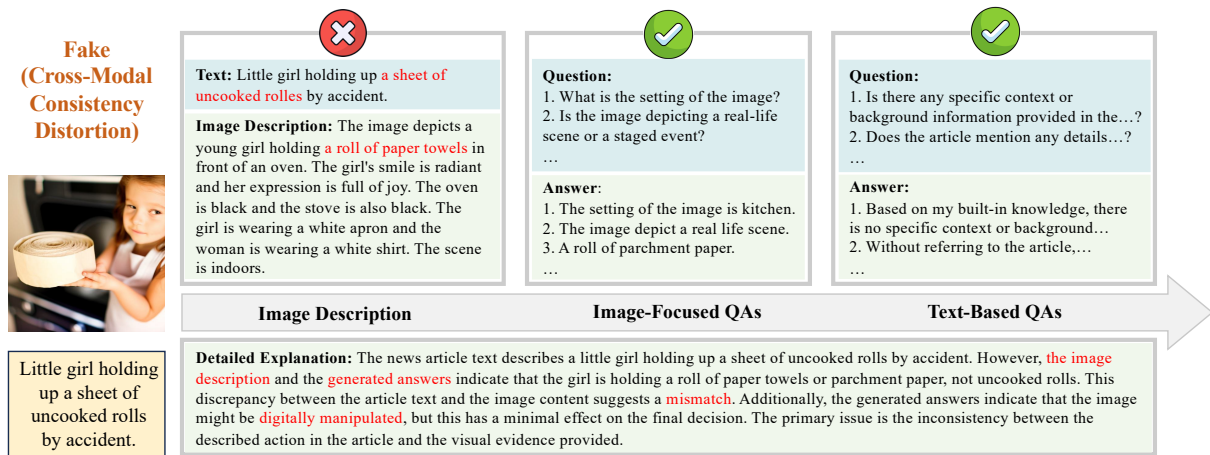 Fake
(Cross-Modal
Consistency
Distortion)
Little girl holding
up a sheet of
uncooked rolls
by accident.
Text: Little girl holding up a sheet of
uncooked rolles by accident.
Image Description: The image depicts a
young girl holding a roll of paper towels in
front of an oven. The girl's smile is radiant
and her expression is full of joy. The oven
is black and the stove is also black. The
girl is wearing a white apron and the
woman is wearing a white shirt. The scene
is indoors.
Question:
1. What is the setting of the image?
2. Is the image depicting a real-life
scene or a staged event?
…
Answer:
1. The setting of the image is kitchen.
2. The image depict a real life scene.
3. A roll of parchment paper.
…
Question:
1. Is there any specific context or
background information provided in the…?
2. Does the article mention any details…?
…
Answer:
1. Based on my built-in knowledge, there
is no specific context or background…
2. Without referring to the article,…
…
Image Description
Image-Focused QAs
Text-Based QAs
Detailed Explanation: The news article text describes a little girl holding up a sheet of uncooked rolls by accident. However, the image
description and the generated answers indicate that the girl is holding a roll of paper towels or parchment paper, not uncooked rolls. This
discrepancy between the article text and the image content suggests a mismatch. Additionally, the generated answers indicate that the image
might be digitally manipulated, but this has a minimal effect on the final decision. The primary issue is the inconsistency between the
described action in the article and the visual evidence provided.